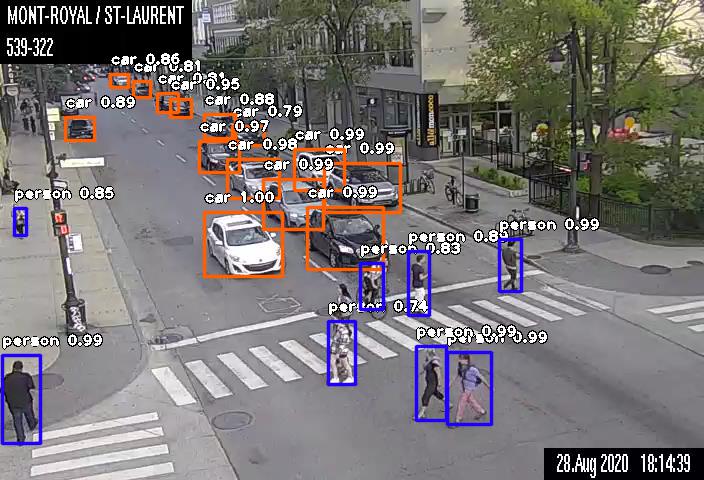 MONT-ROYAL / ST-LAURENT
539-322
car 0.86
car 0.81
car 0.81
car 0.95
car 0.89
car 0.88
car 0.79
car 0.97
car 0.99
car 0.98
car 0.99
car 0.99
car 1.00
car 0.99
person 0.85
person 0.99
person 0.83
person 0.74
person 0.99
person 0.99
person 0.99
28.Aug 2020 18:14:39